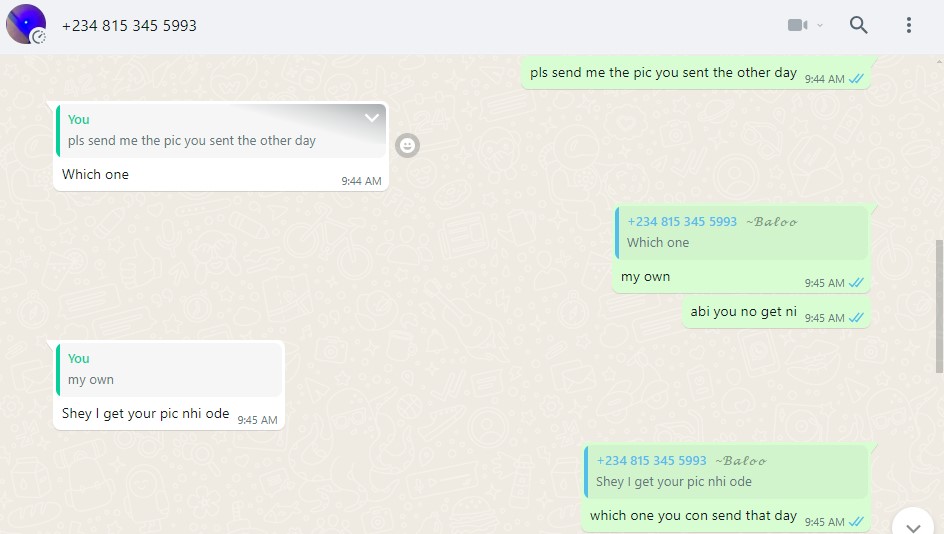 +234 815 345 5993
pls send me the pic you sent the other day 9:44 AM
You
pls send me the pic you sent the other day
Which one
9:44 AM
+234 815 345 5993 ~Baloo
Which one
my own 9:45 AM
abi you no get ni 9:45 AM
You
my own
Shey I get your pic nhi ode 9:45 AM
+234 815 345 5993 ~Baloo
Shey I get your pic nhi ode
which one you con send that day 9:45 AM